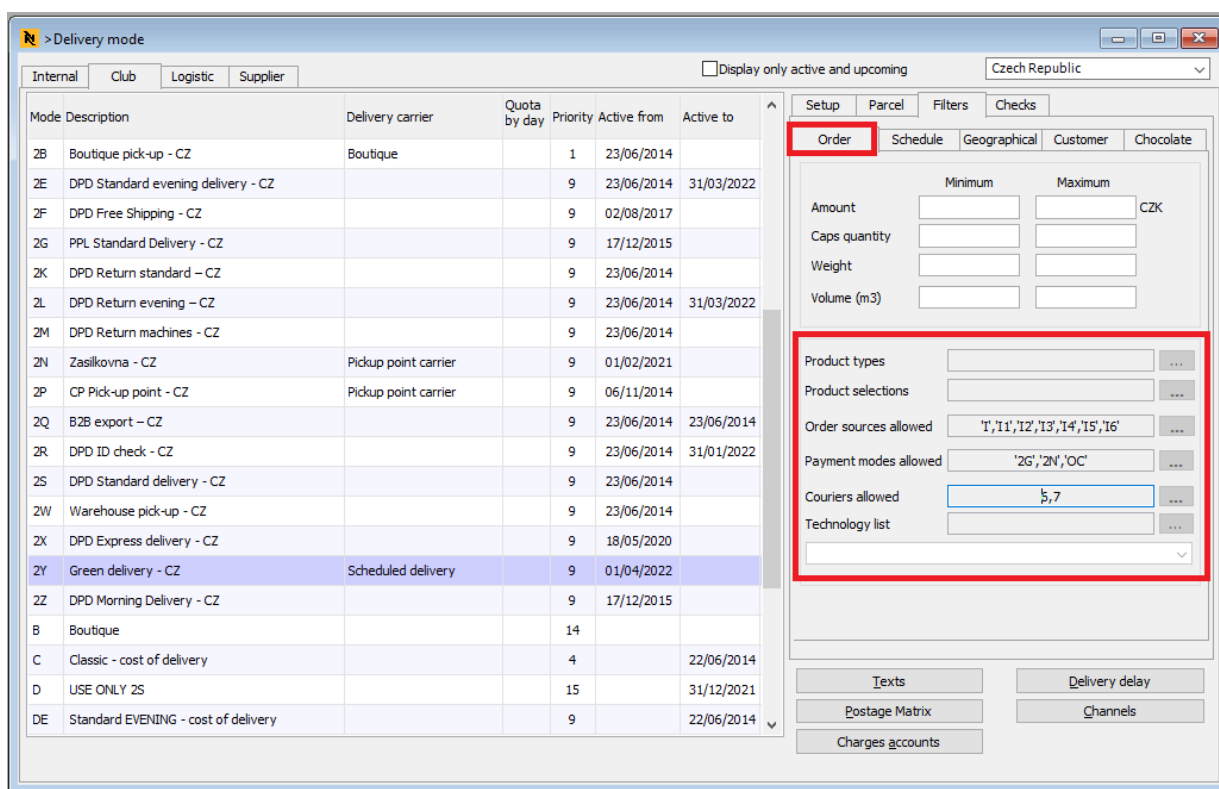 >Delivery mode
Internal Club Logistic Supplier
Display only active and upcoming
Czech Republic
Mode Description Delivery carrier Quota by day Priority Active from Active to
2B Boutique pick-up - CZ Boutique 1 23/06/2014
2E DPD Standard evening delivery - CZ 9 23/06/2014 31/03/2022
2F DPD Free Shipping - CZ 9 02/08/2017
2G PPL Standard Delivery - CZ 9 17/12/2015
2K DPD Return standard – CZ 9 23/06/2014
2L DPD Return evening – CZ 9 23/06/2014 31/03/2022
2M DPD Return machines - CZ 9 23/06/2014
2N Zasilkovna - CZ Pickup point carrier 9 01/02/2021
2P CP Pick-up point - CZ Pickup point carrier 9 06/11/2014
2Q B2B export – CZ 9 23/06/2014 23/06/2014
2R DPD ID check - CZ 9 23/06/2014 31/01/2022
2S DPD Standard delivery - CZ 9 23/06/2014
2W Warehouse pick-up - CZ 9 23/06/2014
2X DPD Express delivery - CZ 9 18/05/2020
2Y Green delivery - CZ Scheduled delivery 9 01/04/2022
2Z DPD Morning Delivery - CZ 9 17/12/2015
B Boutique 14
C Classic - cost of delivery 4 22/06/2014
D USE ONLY 2S 15 31/12/2021
DE Standard EVENING - cost of delivery 9 22/06/2014
Setup Parcel Filters Checks
Order Schedule Geographical Customer Chocolate
Minimum Maximum
Amount CZK
Caps quantity
Weight
Volume (m3)
Product types ...
Product selections ...
Order sources allowed 'I','I1','I2','I3','I4','I5','I6' ...
Payment modes allowed '2G','2N','OC' ...
Couriers allowed 5,7 ...
Technology list ...
Texts Delivery delay
Postage Matrix Channels
Charges accounts